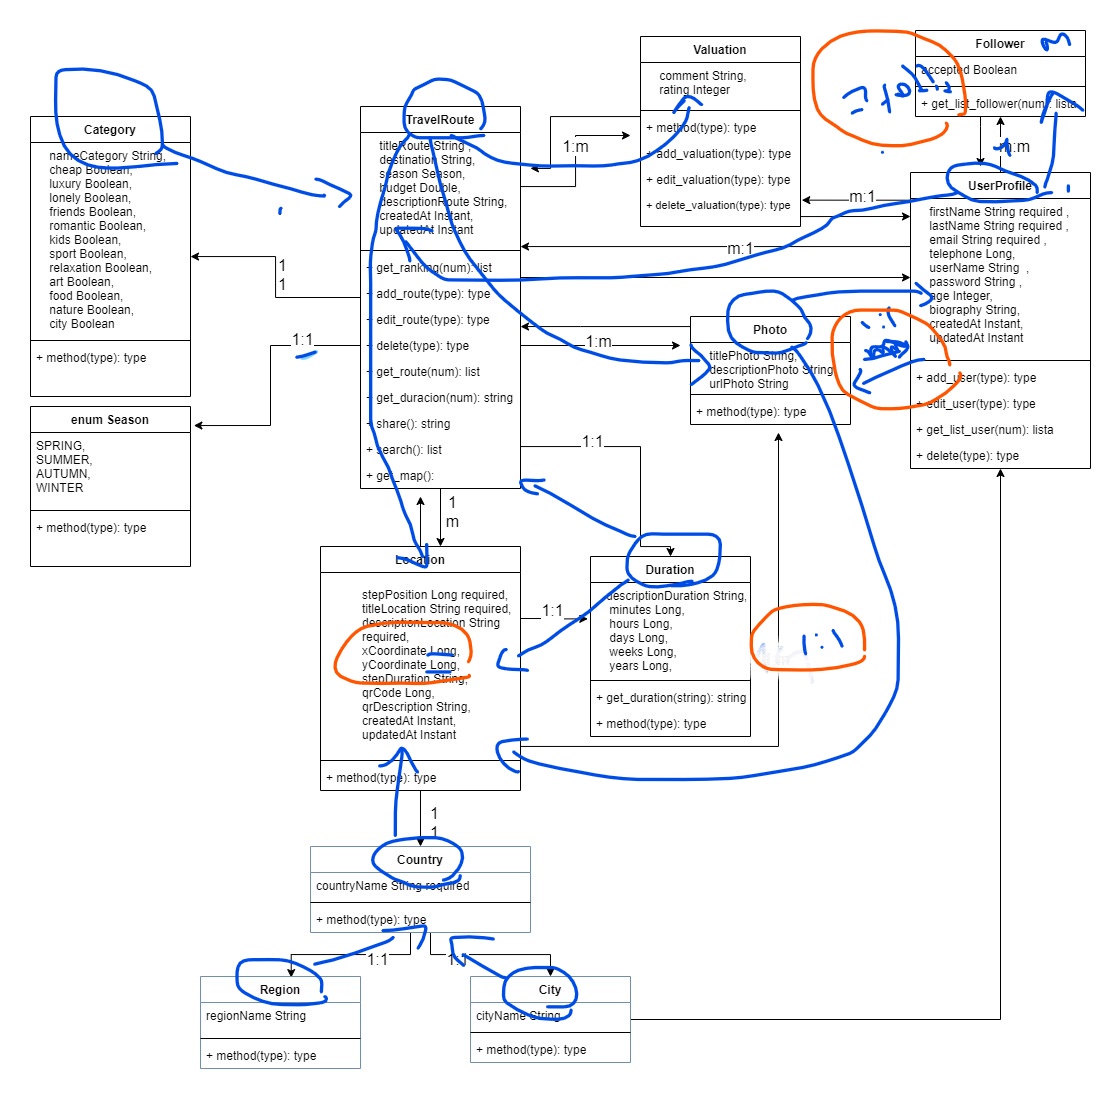 Category
nameCategory String,
cheap Boolean,
luxury Boolean,
lonely Boolean,
friends Boolean,
romantic Boolean,
kids Boolean,
sport Boolean,
relaxation Boolean,
art Boolean,
food Boolean,
nature Boolean,
city Boolean
+ method(type): type
enum Season
SPRING,
SUMMER,
AUTUMN,
WINTER
+ method(type): type
TravelRoute
titleRoute String ,
destination String,
season Season,
budget Double,
descriptionRoute String,
createdAt Instant,
updatedAt Instant
+ get_ranking(num): list
+ add_route(type): type
+ edit_route(type): type
+ delete(type): type
+ get_route(num): list
+ get_duracion(num): string
+ share(): string
+ search(): list
+ get_map():
Valuation
comment String,
rating Integer
+ method(type): type
+ add_valuation(type): type
+ edit_valuation(type): type
+ delete_valuation(type): type
Follower
m
accepted Boolean
+ get_list_follower(num): lista
m:m
UserProfile
firstName String required ,
lastName String required ,
email String required ,
telephone Long,
userName String ,
password String ,
age Integer,
biography String,
createdAt Instant,
updatedAt Instant
+ add_user(type): type
+ edit_user(type): type
+ get_list_user(num): lista
+ delete(type): type
1:m
m:1
m:1
1
1
1:1
1:m
Photo
titlePhoto String,
descriptionPhoto String
urlPhoto String
+ method(type): type
1:1
1:1
1
m
Location
stepPosition Long required,
titleLocation String required,
descriptionLocation String
required,
xCoordinate Long,
yCoordinate Long,
stepDuration String,
qrCode Long,
qrDescription String,
createdAt Instant,
updatedAt Instant
+ method(type): type
1:1
Duration
descriptionDuration String,
minutes Long,
hours Long,
days Long,
weeks Long,
years Long,
+ get_duration(string): string
+ method(type): type
1:1
1
1
Country
countryName String required
+ method(type): type
1:1
1:1
Region
regionName String
+ method(type): type
City
cityName String
+ method(type): type